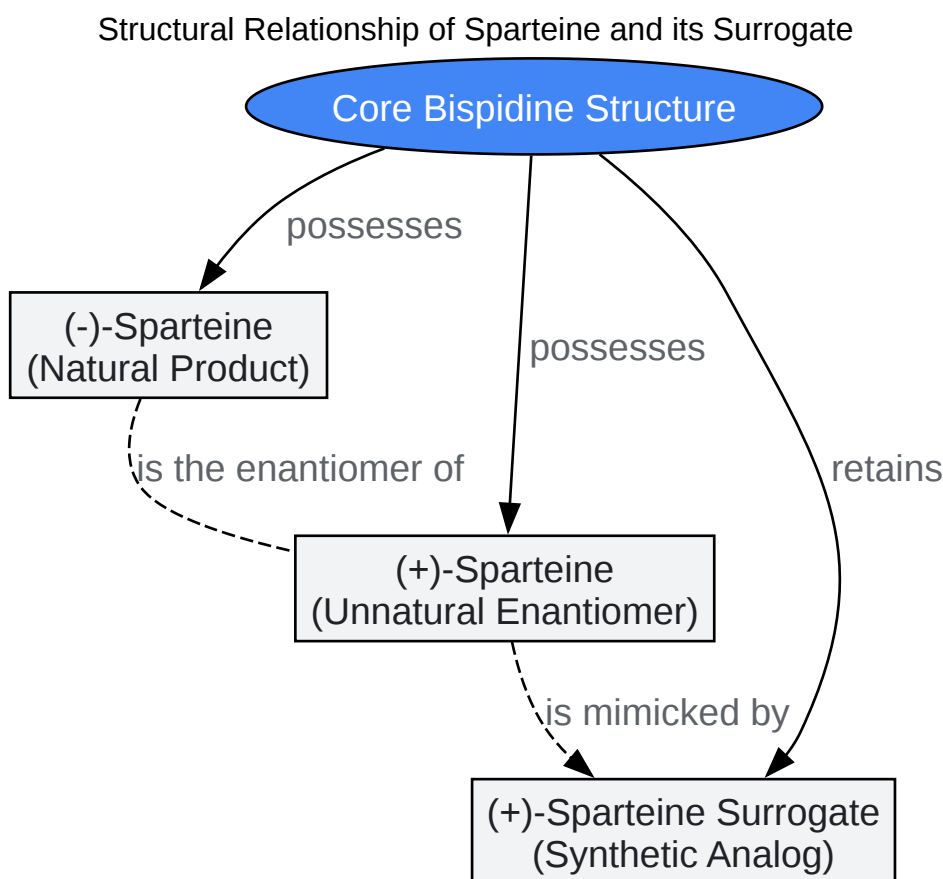 Structural Relationship of Sparteine and its Surrogate
Core Bispidine Structure
possesses
(-)-Sparteine
(Natural Product)
possesses
is the enantiomer of
retains
(+)-Sparteine
(Unnatural Enantiomer)
is mimicked by
(+)-Sparteine Surrogate
(Synthetic Analog)